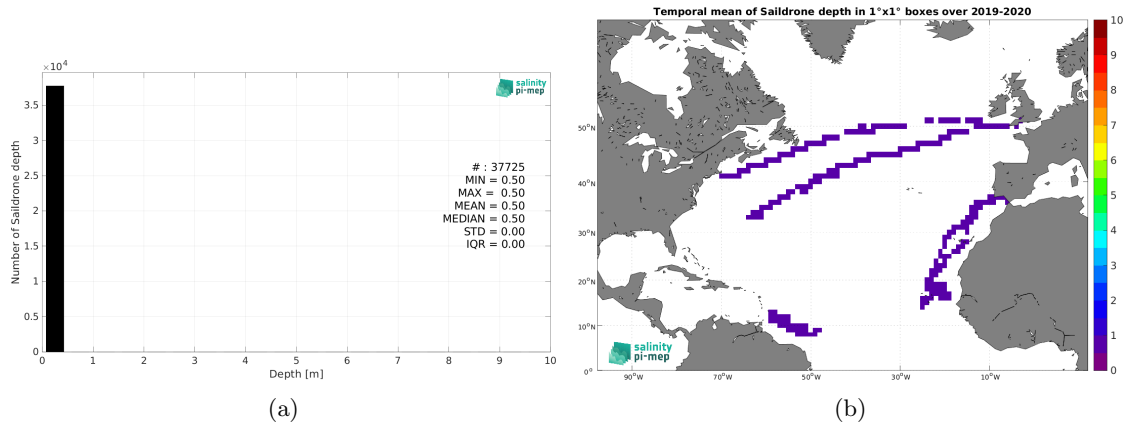 ×10⁴
3.5
3
2.5
2
1.5
1
0.5
0
0 1 2 3 4 5 6 7 8 9 10
Number of Saildrone depth
Depth [m]
salinity
pi-mep
# : 37725
MIN = 0.50
MAX = 0.50
MEAN = 0.50
MEDIAN = 0.50
STD = 0.00
IQR = 0.00
(a)
Temporal mean of Saildrone depth in 1°x1° boxes over 2019-2020
50°N
40°N
30°N
20°N
10°N
0°
90°W 70°W 50°W 30°W 10°W
salinity
pi-mep
10
9
8
7
6
5
4
3
2
1
0
(b)